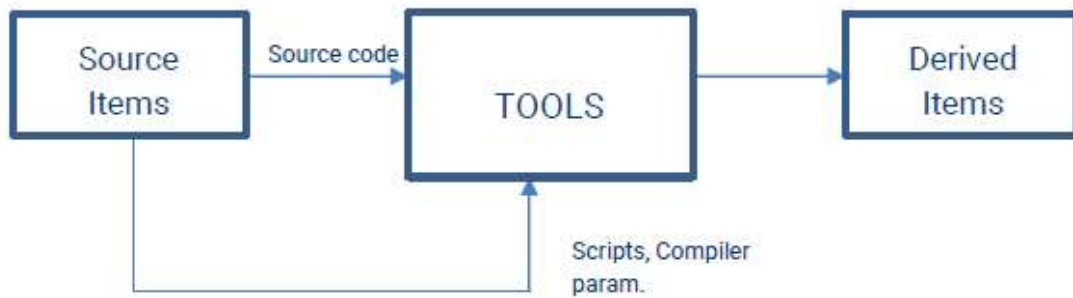 Source
Items
Source code
TOOLS
Derived
Items
Scripts, Compiler
param.